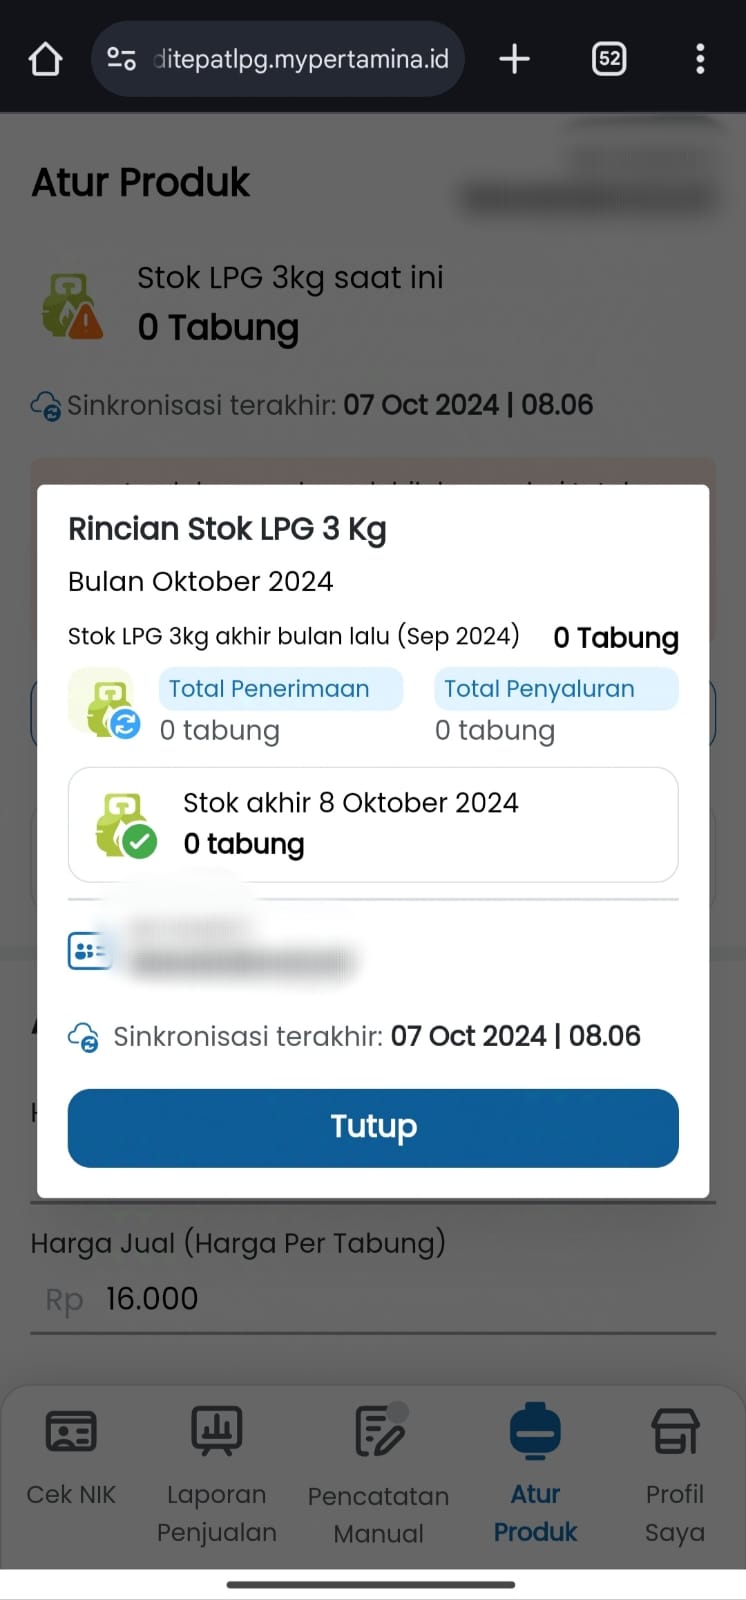 ditepatlpg.mypertamina.id
52
Atur Produk
Stok LPG 3kg saat ini
0 Tabung
Sinkronisasi terakhir: 07 Oct 2024 | 08.06
Rincian Stok LPG 3 Kg
Bulan Oktober 2024
Stok LPG 3kg akhir bulan lalu (Sep 2024) 0 Tabung
Total Penerimaan Total Penyaluran
0 tabung 0 tabung
Stok akhir 8 Oktober 2024
0 tabung
Sinkronisasi terakhir: 07 Oct 2024 | 08.06
Tutup
Harga Jual (Harga Per Tabung)
Rp 16.000
Cek NIK
Laporan Penjualan
Pencatatan Manual
Atur Produk
Profil Saya